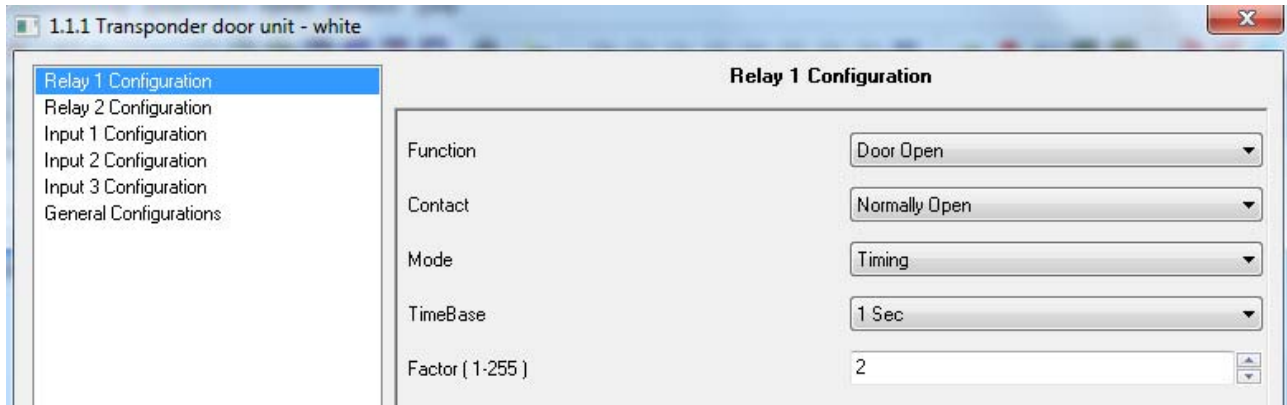 1.1.1 Transponder door unit - white
Relay 1 Configuration
Relay 2 Configuration
Input 1 Configuration
Input 2 Configuration
Input 3 Configuration
General Configurations
Relay 1 Configuration
Function Door Open
Contact Normally Open
Mode Timing
TimeBase 1 Sec
Factor ( 1-255 ) 2